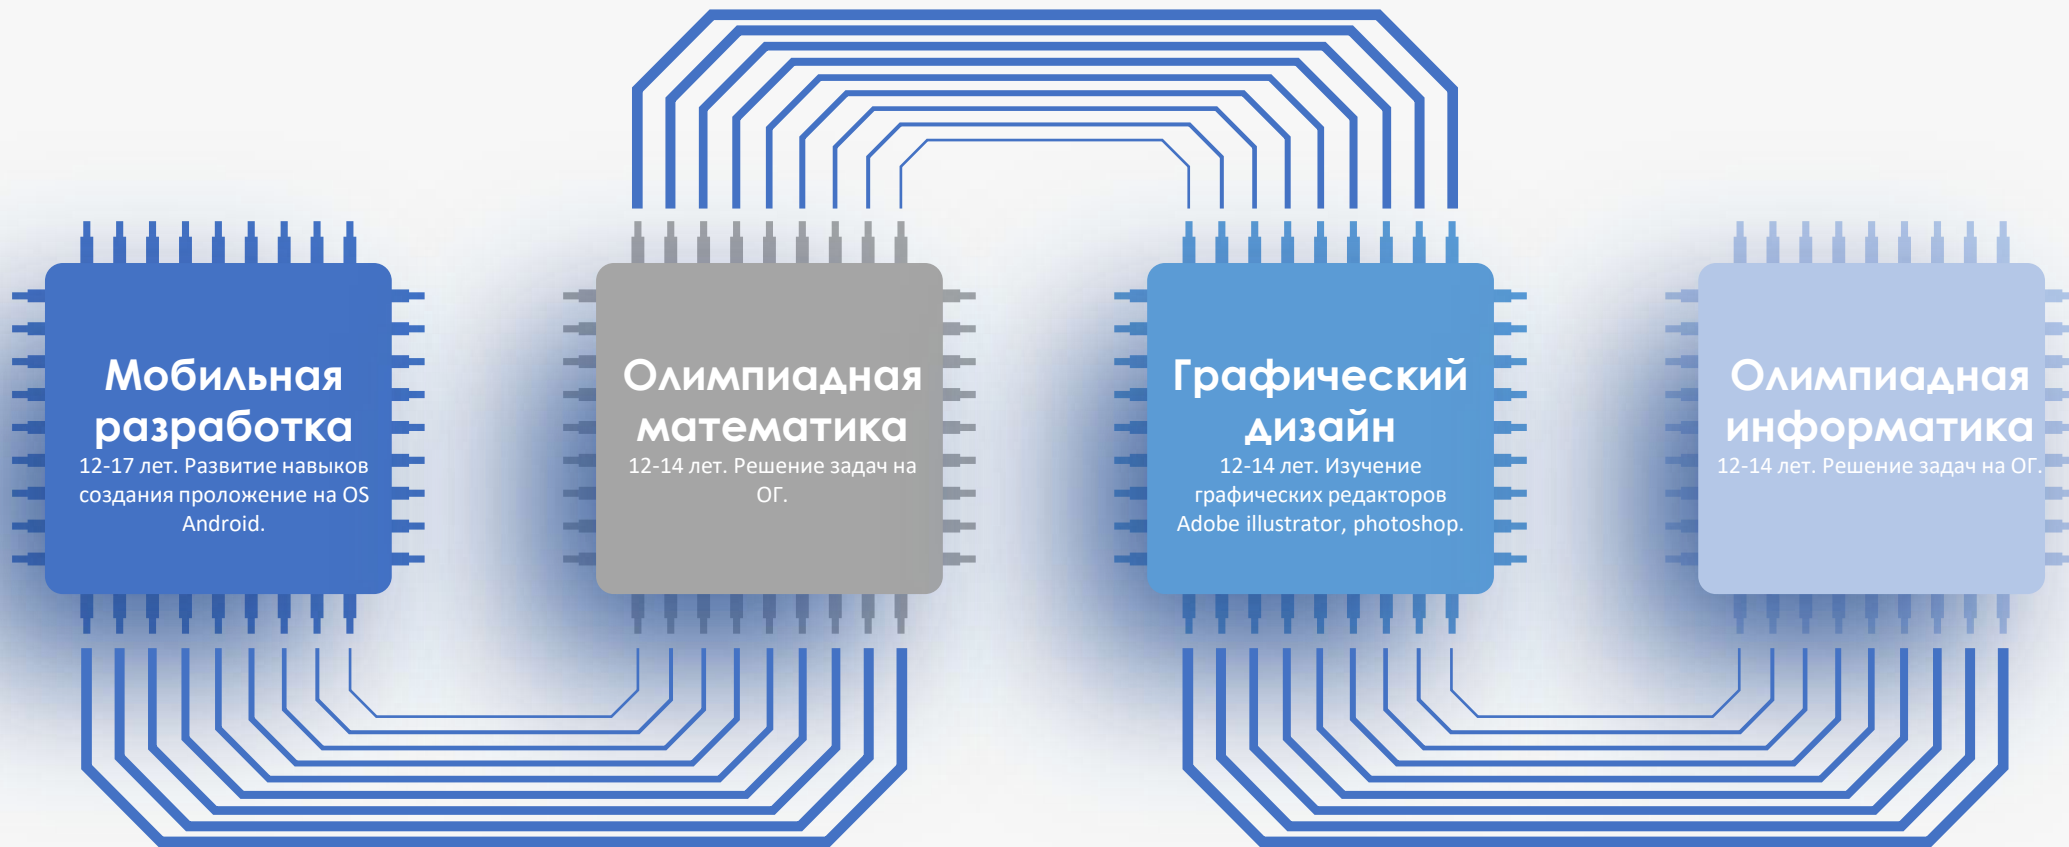 Мобильная
разработка
12-17 лет. Развитие навыков
создания проложение на OS
Android.
Олимпиадная
математика
12-14 лет. Решение задач на
ОГ.
Графический
дизайн
12-14 лет. Изучение
графических редакторов
Adobe illustrator, photoshop.
Олимпиадная
информатика
12-14 лет. Решение задач на ОГ.